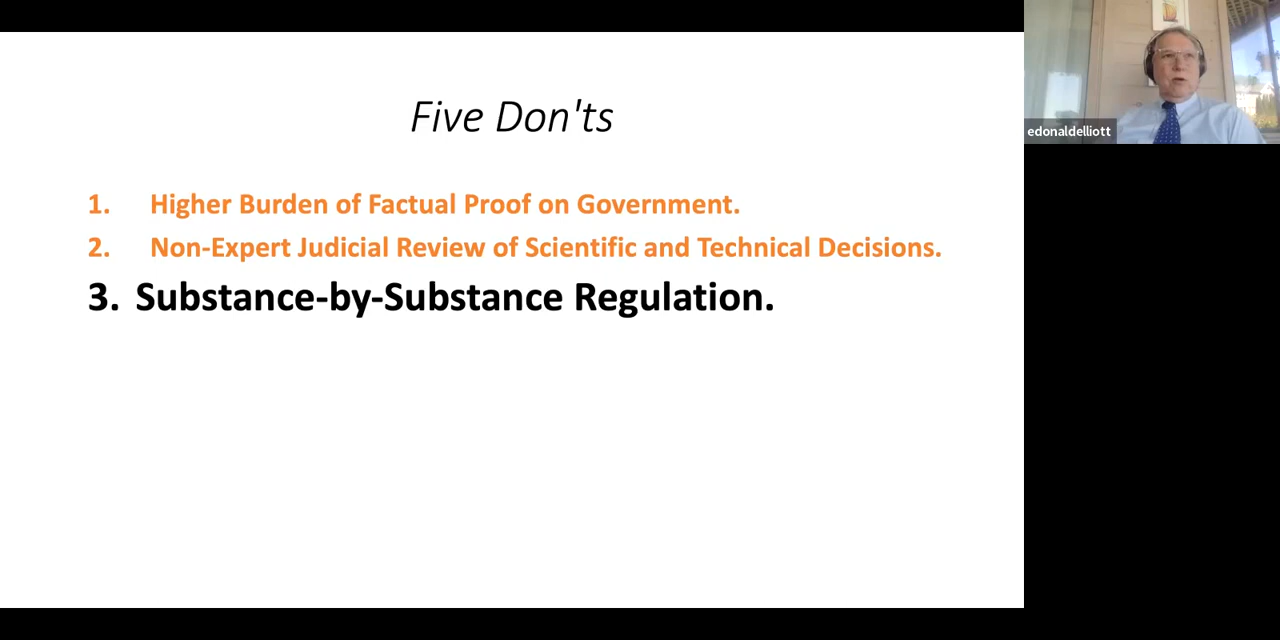 Five Don'ts
1. Higher Burden of Factual Proof on Government.
2. Non-Expert Judicial Review of Scientific and Technical Decisions.
3. Substance-by-Substance Regulation.
edonaldelliott